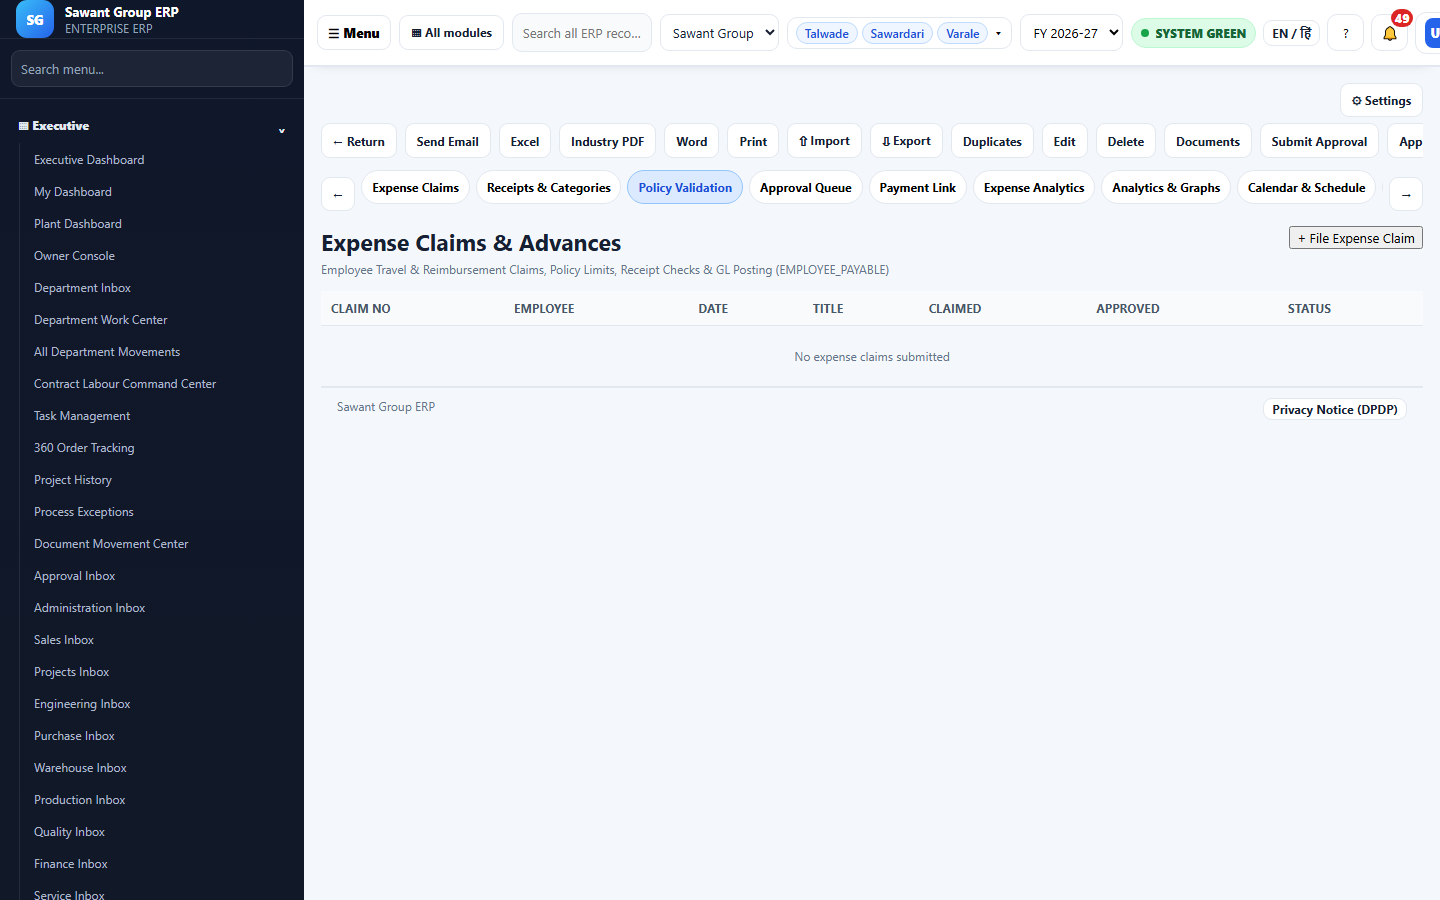 SG
Sawant Group ERP
ENTERPRISE ERP
Search menu...
Executive
Executive Dashboard
My Dashboard
Plant Dashboard
Owner Console
Department Inbox
Department Work Center
All Department Movements
Contract Labour Command Center
Task Management
360 Order Tracking
Project History
Process Exceptions
Document Movement Center
Approval Inbox
Administration Inbox
Sales Inbox
Projects Inbox
Engineering Inbox
Purchase Inbox
Warehouse Inbox
Production Inbox
Quality Inbox
Finance Inbox
Service Inbox
☰ Menu All modules Search all ERP reco... Sawant Group Talwade Sawardari Varale FY 2026-27 SYSTEM GREEN EN / हिं ? 49 U
⚙ Settings
← Return Send Email Excel Industry PDF Word Print ⇧ Import ⇩ Export Duplicates Edit Delete Documents Submit Approval App
← Expense Claims Receipts & Categories Policy Validation Approval Queue Payment Link Expense Analytics Analytics & Graphs Calendar & Schedule →
Expense Claims & Advances
+ File Expense Claim
Employee Travel & Reimbursement Claims, Policy Limits, Receipt Checks & GL Posting (EMPLOYEE_PAYABLE)
CLAIM NO EMPLOYEE DATE TITLE CLAIMED APPROVED STATUS
No expense claims submitted
Sawant Group ERP
Privacy Notice (DPDP)